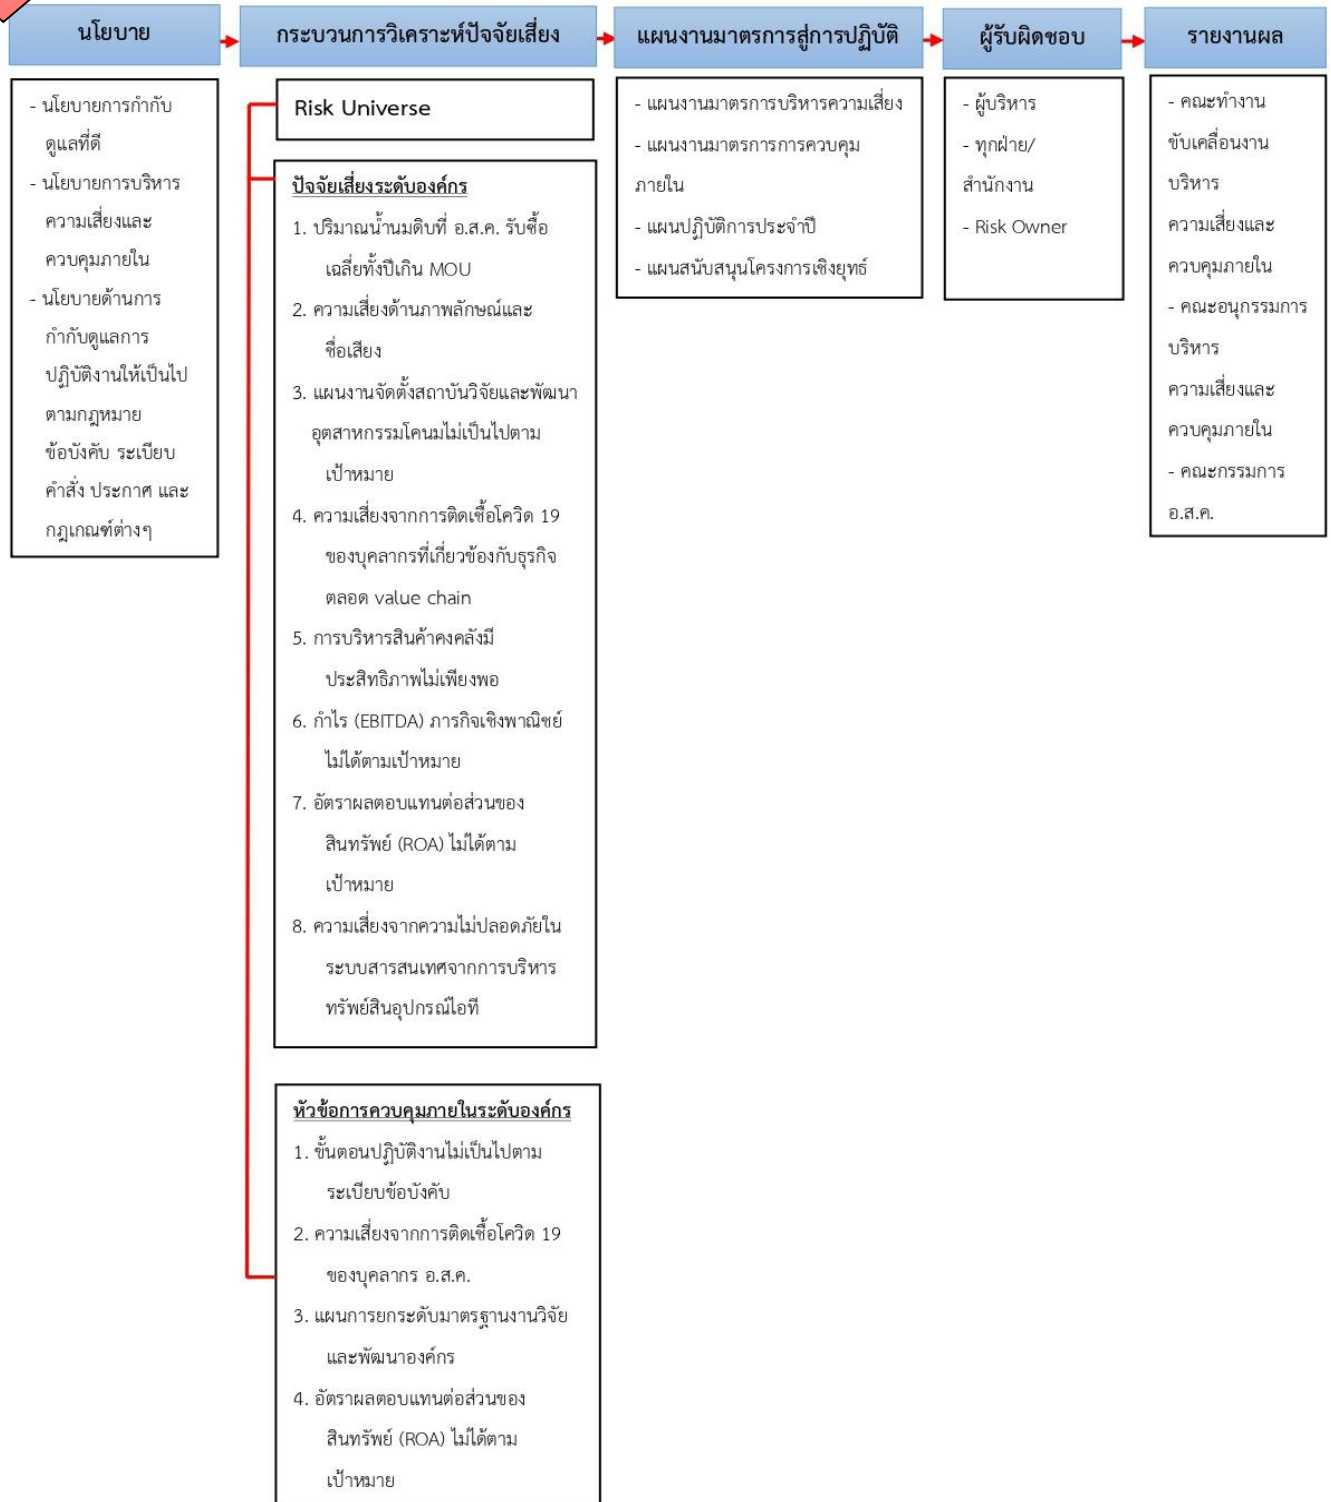 นโยบาย
กระบวนการวิเคราะห์ปัจจัยเสี่ยง
แผนงานมาตรการสู่การปฏิบัติ
ผู้รับผิดชอบ
รายงานผล
- นโยบายการกำกับ
ดูแลที่ดี
- นโยบายการบริหาร
ความเสี่ยงและ
ควบคุมภายใน
- นโยบายด้านการ
กำกับดูแลการ
ปฏิบัติงานให้เป็นไป
ตามกฎหมาย
ข้อบังคับ ระเบียบ
คำสั่ง ประกาศ และ
กฎเกณฑ์ต่างๆ
Risk Universe
ปัจจัยเสี่ยงระดับองค์กร
1. ปริมาณน้ำนมดิบที่ อ.ส.ค. รับซื้อ
เฉลี่ยทั้งปีเกิน MOU
2. ความเสี่ยงด้านภาพลักษณ์และ
ชื่อเสียง
3. แผนงานจัดตั้งสถาบันวิจัยและพัฒนา
อุตสาหกรรมโคนมไม่เป็นไปตาม
เป้าหมาย
4. ความเสี่ยงจากการติดเชื้อโควิด 19
ของบุคลากรที่เกี่ยวข้องกับธุรกิจ
ตลอด value chain
5. การบริหารสินค้าคงคลังมี
ประสิทธิภาพไม่เพียงพอ
6. กำไร (EBITDA) ภารกิจเชิงพาณิชย์
ไม่ได้ตามเป้าหมาย
7. อัตราผลตอบแทนต่อส่วนของ
สินทรัพย์ (ROA) ไม่ได้ตาม
เป้าหมาย
8. ความเสี่ยงจากความไม่ปลอดภัยใน
ระบบสารสนเทศจากการบริหาร
ทรัพย์สินอุปกรณ์ไอที
หัวข้อการควบคุมภายในระดับองค์กร
1. ขั้นตอนปฏิบัติงานไม่เป็นไปตาม
ระเบียบข้อบังคับ
2. ความเสี่ยงจากการติดเชื้อโควิด 19
ของบุคลากร อ.ส.ค.
3. แผนการยกระดับมาตรฐานงานวิจัย
และพัฒนาองค์กร
4. อัตราผลตอบแทนต่อส่วนของ
สินทรัพย์ (ROA) ไม่ได้ตาม
เป้าหมาย
- แผนงานมาตรการบริหารความเสี่ยง
- แผนงานมาตรการการควบคุม
ภายใน
- แผนปฏิบัติการประจำปี
- แผนสนับสนุนโครงการเชิงยุทธ์
- ผู้บริหาร
- ทุกฝ่าย/
สำนักงาน
- Risk Owner
- คณะทำงาน
ขับเคลื่อนงาน
บริหาร
ความเสี่ยงและ
ควบคุมภายใน
- คณะอนุกรรมการ
บริหาร
ความเสี่ยงและ
ควบคุมภายใน
- คณะกรรมการ
อ.ส.ค.